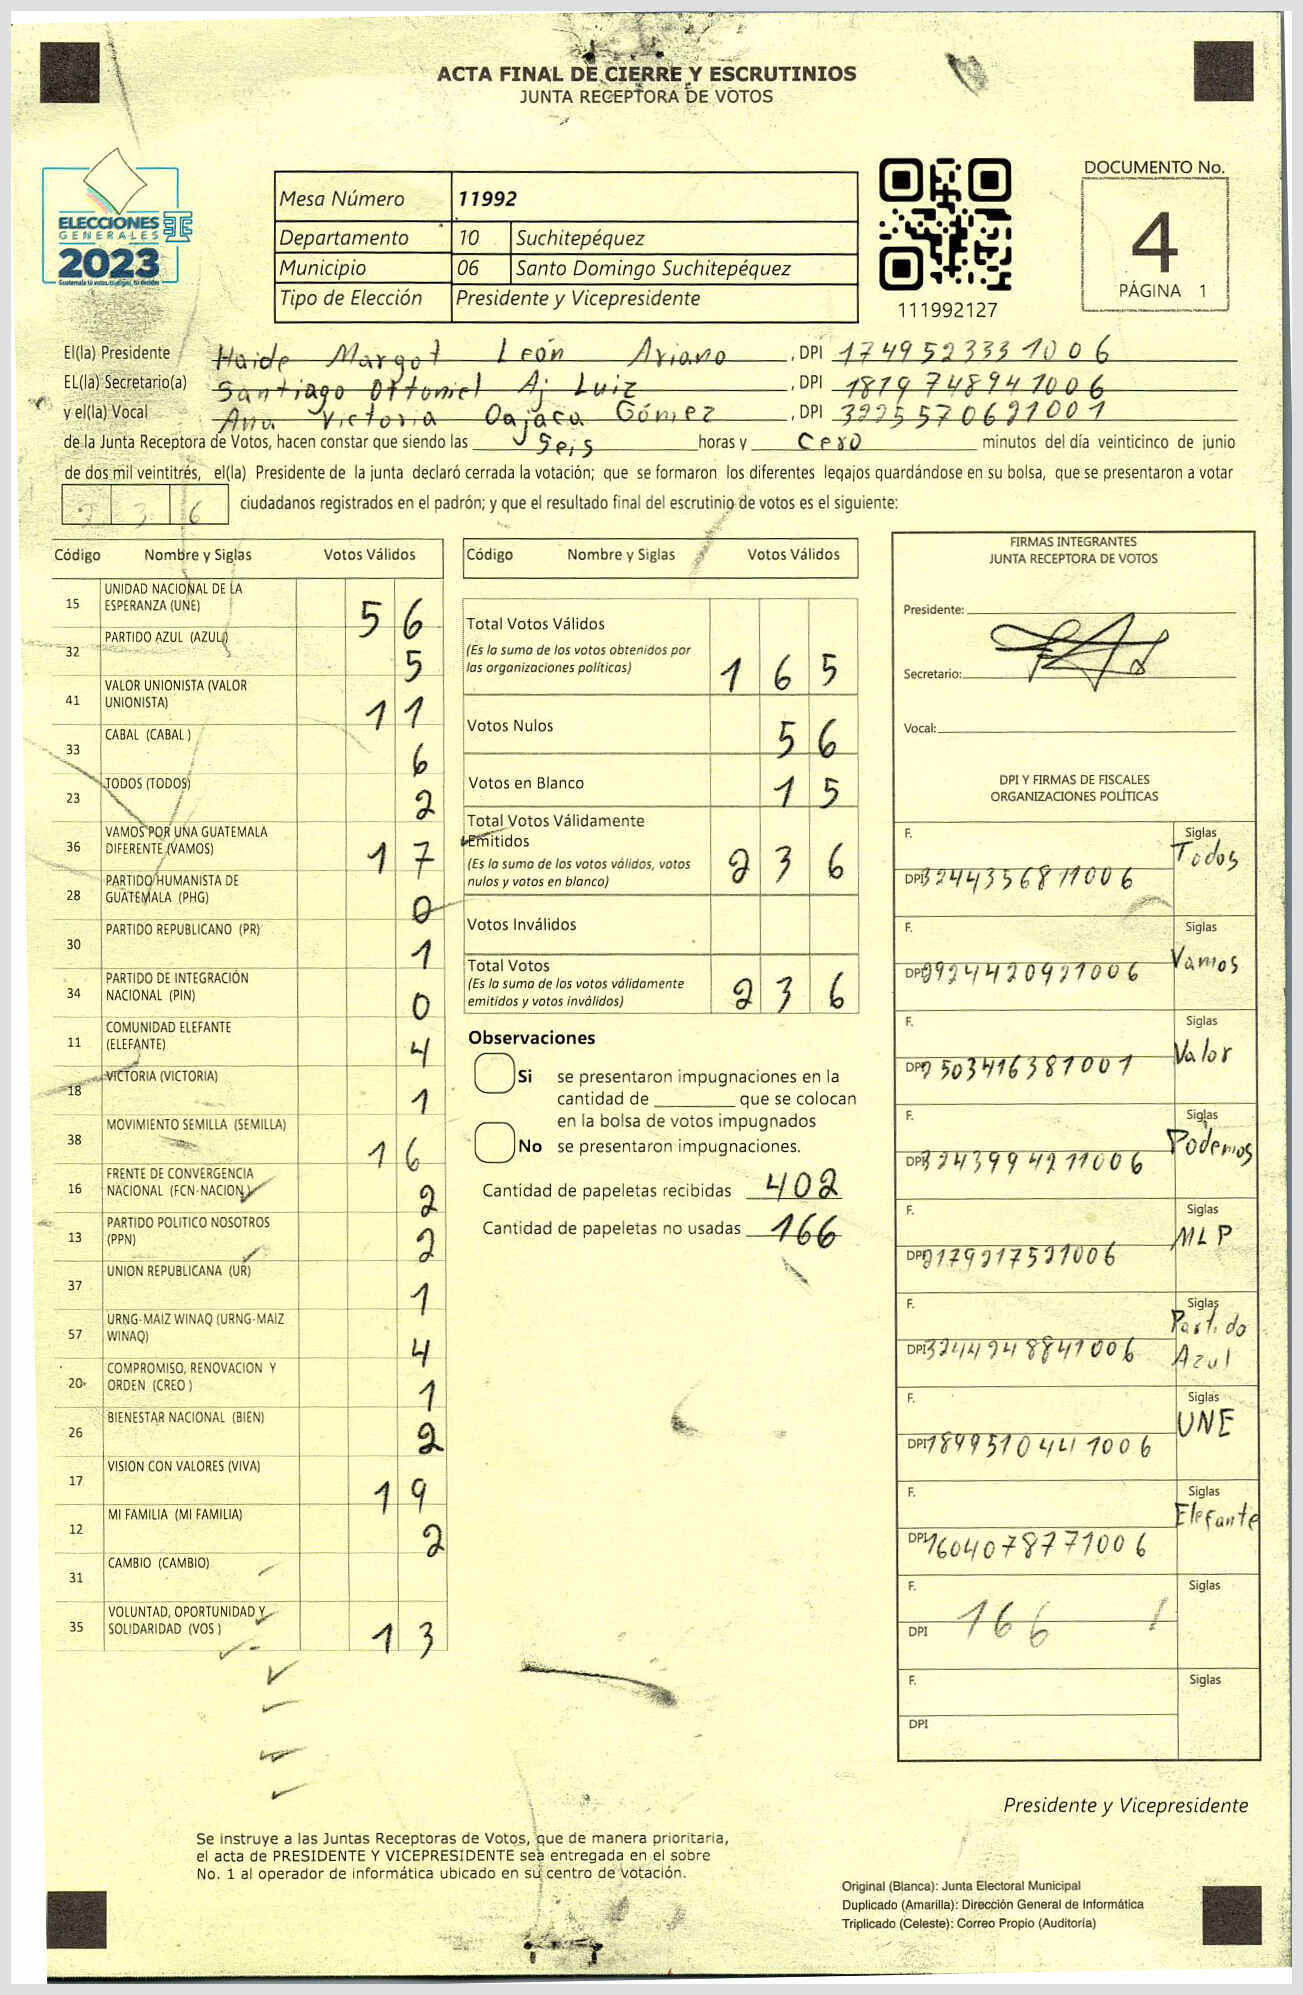 ACTA FINAL DE CIERRE Y ESCRUTINIOS
JUNTA RECEPTORA DE VOTOS
ELECCIONES
GENERALES
2023
Mesa Número 11992
Departamento 10 Suchitepéquez
Municipio 06 Santo Domingo Suchitepéquez
Tipo de Elección Presidente y Vicepresidente
111992127
DOCUMENTO No.
4
PÁGINA 1
El(la) Presidente Haide Margot León Ariano, DPI 1749523331006
EL(la) Secretario(a) Santiago Ottoniel Aj Luiz, DPI 1819748941006
y el(la) Vocal Ana Victoria Gómez, DPI 3225570621001
de la Junta Receptora de Votos, hacen constar que siendo las Seis horas y cero minutos del día veinticinco de junio
de dos mil veintitrés, el(la) Presidente de la junta declaró cerrada la votación; que se formaron los diferentes legajos quardándose en su bolsa, que se presentaron a votar
236 ciudadanos registrados en el padrón; y que el resultado final del escrutinio de votos es el siguiente:
Código Nombre y Siglas Votos Válidos
15 UNIDAD NACIONAL DE LA ESPERANZA (UNE) 56
32 PARTIDO AZUL (AZUL) 5
41 VALOR UNIONISTA (VALOR UNIONISTA) 11
33 CABAL (CABAL ) 6
23 TODOS (TODOS) 2
36 VAMOS POR UNA GUATEMALA DIFERENTE (VAMOS) 17
28 PARTIDO HUMANISTA DE GUATEMALA (PHG) 0
30 PARTIDO REPUBLICANO (PR) 1
34 PARTIDO DE INTEGRACIÓN NACIONAL (PIN) 0
11 COMUNIDAD ELEFANTE (ELEFANTE) 4
18 VICTORIA (VICTORIA) 1
38 MOVIMIENTO SEMILLA (SEMILLA) 16
16 FRENTE DE CONVERGENCIA NACIONAL (FCN-NACION) 2
13 PARTIDO POLITICO NOSOTROS (PPN) 2
37 UNION REPUBLICANA (UR) 1
57 URNG-MAIZ WINAQ (URNG-MAIZ WINAQ) 4
20 COMPROMISO, RENOVACION Y ORDEN (CREO ) 1
26 BIENESTAR NACIONAL (BIEN) 2
17 VISION CON VALORES (VIVA) 19
12 MI FAMILIA (MI FAMILIA) 2
31 CAMBIO (CAMBIO)
35 VOLUNTAD, OPORTUNIDAD Y SOLIDARIDAD (VOS ) 13
Código Nombre y Siglas Votos Válidos
Total Votos Válidos
(Es la suma de los votos obtenidos por
las organizaciones políticas) 165
Votos Nulos 56
Votos en Blanco 15
Total Votos Válidamente
Emitidos
(Es la suma de los votos válidos, votos
nulos y votos en blanco) 236
Votos Inválidos
Total Votos
(Es la suma de los votos válidamente
emitidos y votos inválidos) 236
Observaciones
Si se presentaron impugnaciones en la
cantidad de ________ que se colocan
en la bolsa de votos impugnados
No se presentaron impugnaciones.
Cantidad de papeletas recibidas 402
Cantidad de papeletas no usadas 166
FIRMAS INTEGRANTES
JUNTA RECEPTORA DE VOTOS
Presidente:
Secretario:
Vocal:
DPI Y FIRMAS DE FISCALES
ORGANIZACIONES POLÍTICAS
F. Siglas Todos
DPI 3244356811006
F. Siglas Vamos
DPI 2924420921006
F. Siglas Valor
DPI 2503416381001
F. Siglas Podemos
DPI 3243994211006
F. Siglas MLP
DPI 2179217521006
F. Siglas Partido Azul
DPI 3244248841006
F. Siglas UNE
DPI 1899510441006
F. Siglas Elefante
DPI 1604078771006
F. Siglas
DPI 166
F. Siglas
DPI
Presidente y Vicepresidente
Se instruye a las Juntas Receptoras de Votos, que de manera prioritaria,
el acta de PRESIDENTE Y VICEPRESIDENTE sea entregada en el sobre
No. 1 al operador de informática ubicado en su centro de votación.
Original (Blanca): Junta Electoral Municipal
Duplicado (Amarilla): Dirección General de Informática
Triplicado (Celeste): Correo Propio (Auditoría)